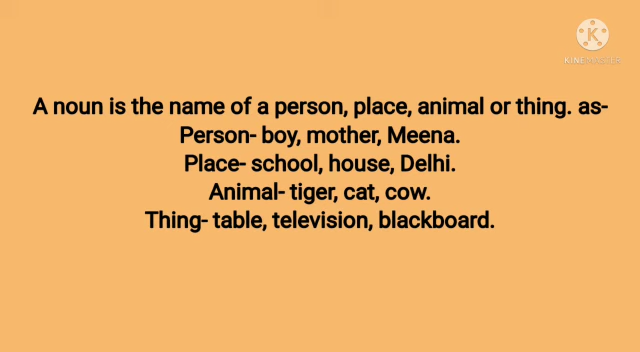 K
KINEMASTER
A noun is the name of a person, place, animal or thing. as-
Person- boy, mother, Meena.
Place- school, house, Delhi.
Animal- tiger, cat, cow.
Thing- table, television, blackboard.